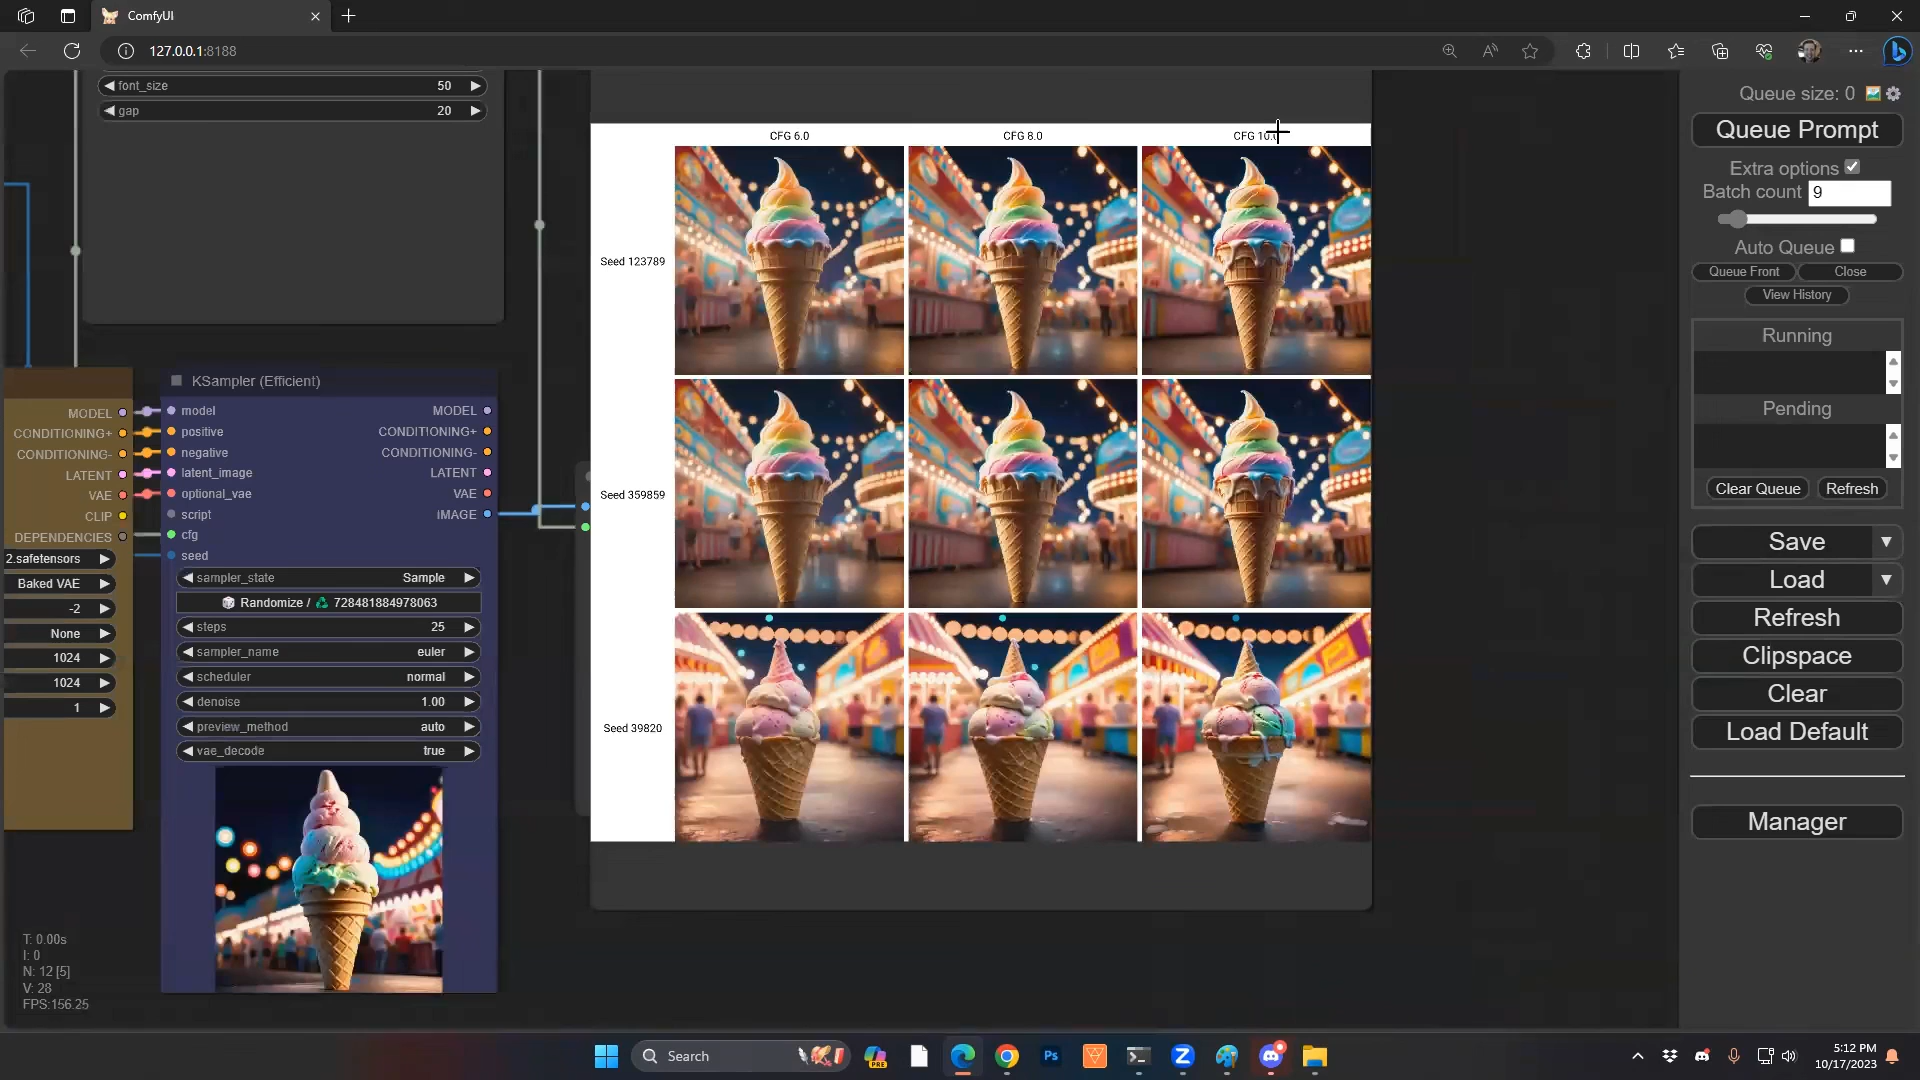 ComfyUI
127.0.0.1:8188
font_size 50
gap 20
MODEL
CONDITIONING+
CONDITIONING-
LATENT
VAE
CLIP
DEPENDENCIES
2.safetensors
Baked VAE
-2
None
1024
1024
1
KSampler (Efficient)
model MODEL
positive CONDITIONING+
negative CONDITIONING-
latent_image LATENT
optional_vae VAE
script IMAGE
cfg
seed
sampler_state Sample
Randomize / 728481884978063
steps 25
sampler_name euler
scheduler normal
denoise 1.00
preview_method auto
vae_decode true
T: 0.00s
I: 0
N: 12 [5]
V: 28
FPS:156.25
CFG 6.0 CFG 8.0 CFG 10.0
Seed 123789
Seed 359859
Seed 39820
Queue size: 0
Queue Prompt
Extra options
Batch count 9
Auto Queue
Queue Front Close
View History
Running
Pending
Clear Queue Refresh
Save
Load
Refresh
Clipspace
Clear
Load Default
Manager
Search
PRE
Ps
5:12 PM
10/17/2023